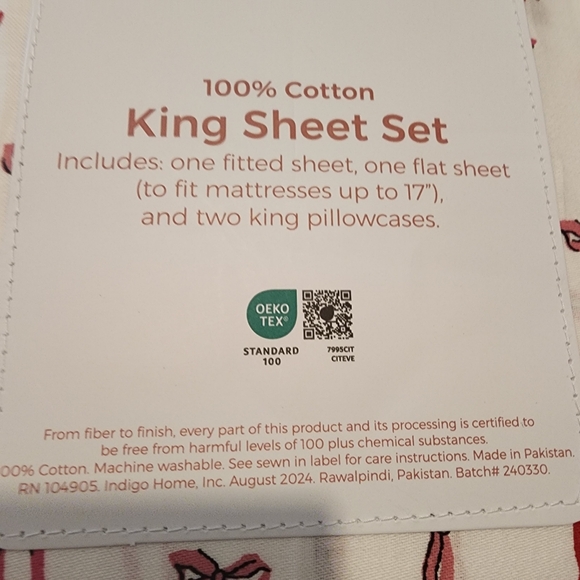 100% Cotton
King Sheet Set
Includes: one fitted sheet, one flat sheet
(to fit mattresses up to 17"),
and two king pillowcases.
OEKO
TEX®
STANDARD
100
7995CIT
CITEVE
From fiber to finish, every part of this product and its processing is certified to
be free from harmful levels of 100 plus chemical substances.
00% Cotton. Machine washable. See sewn in label for care instructions. Made in Pakistan.
RN 104905. Indigo Home, Inc. August 2024. Rawalpindi, Pakistan. Batch# 240330.